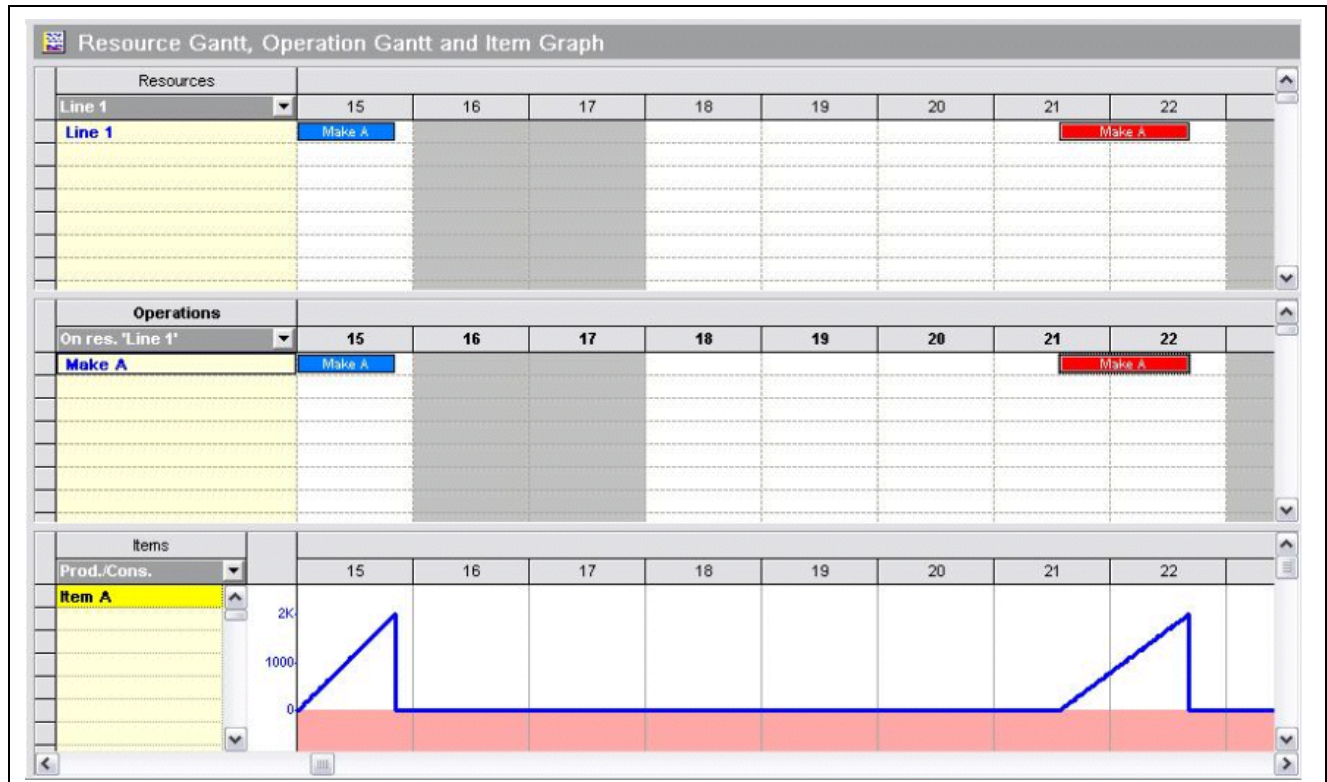 Resource Gantt, Operation Gantt and Item Graph
Resources
Line 1 15 16 17 18 19 20 21 22
Line 1 Make A Make A
Operations
On res. 'Line 1' 15 16 17 18 19 20 21 22
Make A Make A Make A
Items
Prod./Cons. 15 16 17 18 19 20 21 22
Item A
2K
1000
0